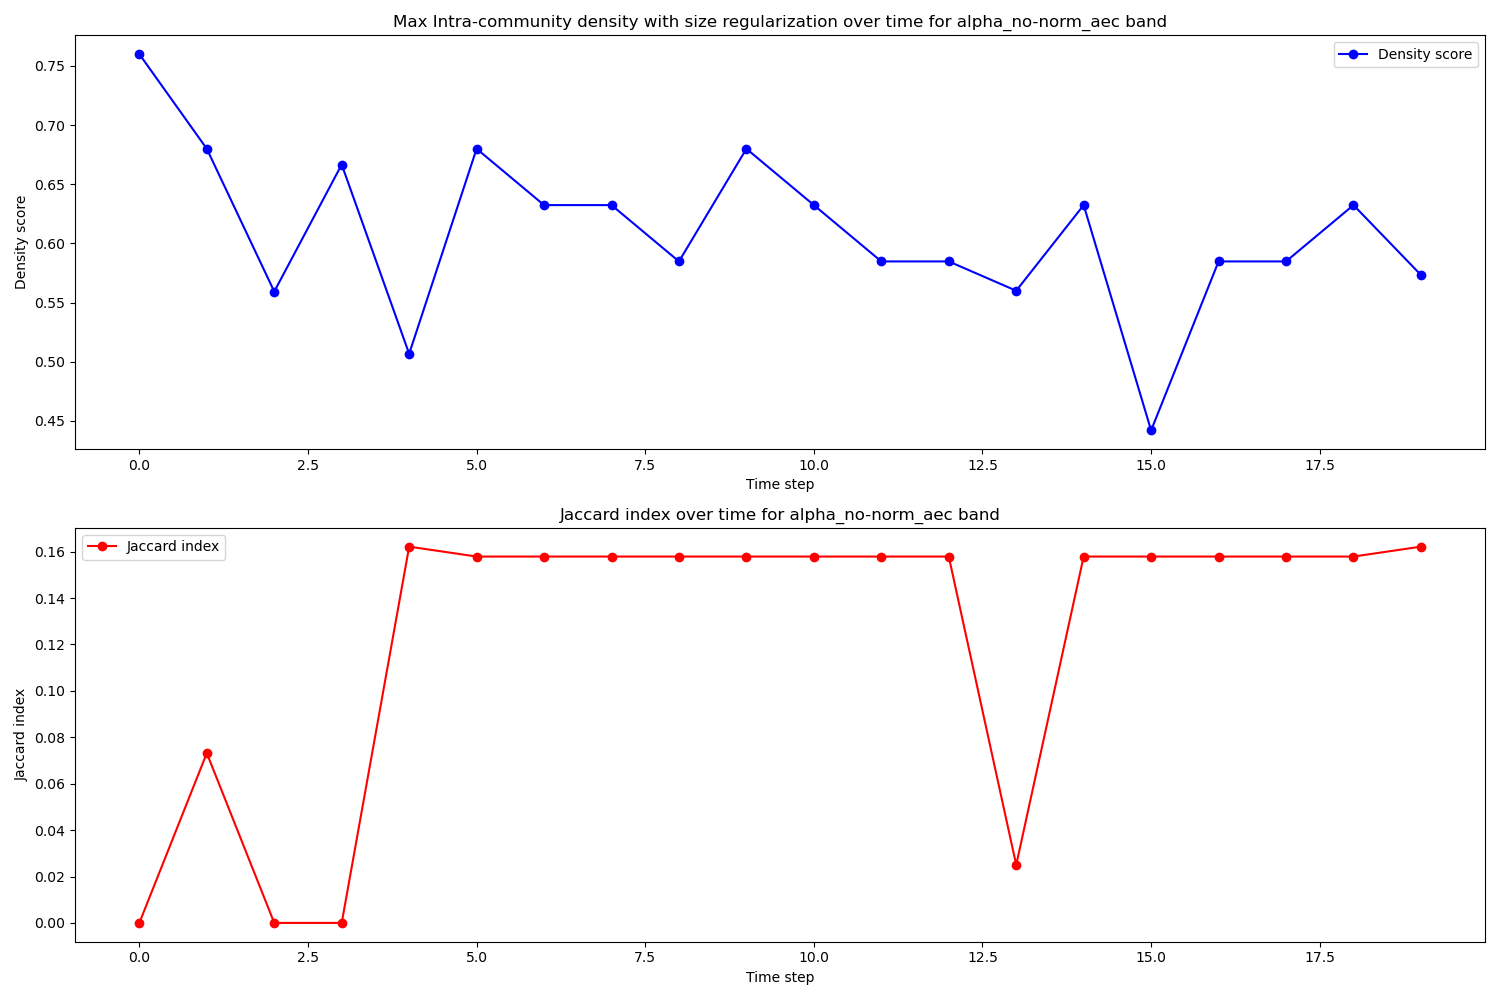 Max Intra-community density with size regularization over time for alpha_no-norm_aec band
Density score
0.75
0.70
0.65
0.60
0.55
0.50
0.45
Density score
0.0 2.5 5.0 7.5 10.0 12.5 15.0 17.5
Time step
Jaccard index over time for alpha_no-norm_aec band
Jaccard index
0.16
0.14
0.12
0.10
0.08
0.06
0.04
0.02
0.00
Jaccard index
0.0 2.5 5.0 7.5 10.0 12.5 15.0 17.5
Time step